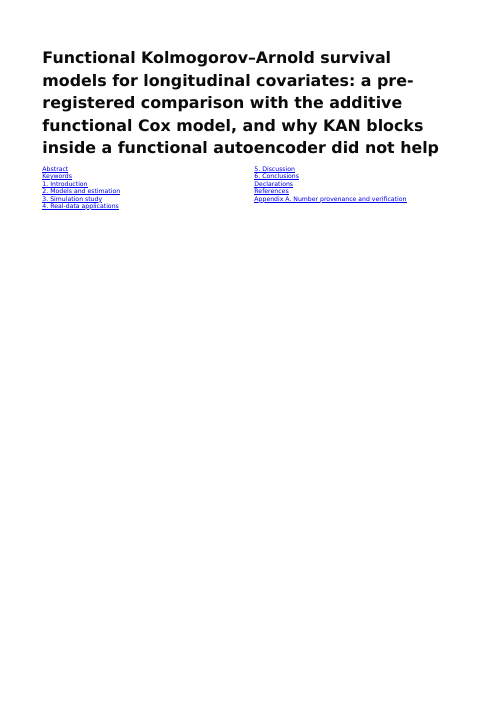 Functional Kolmogorov–Arnold survival
models for longitudinal covariates: a pre-
registered comparison with the additive
functional Cox model, and why KAN blocks
inside a functional autoencoder did not help
Abstract
Keywords
1. Introduction
2. Models and estimation
3. Simulation study
4. Real-data applications
5. Discussion
6. Conclusions
Declarations
References
Appendix A. Number provenance and verification